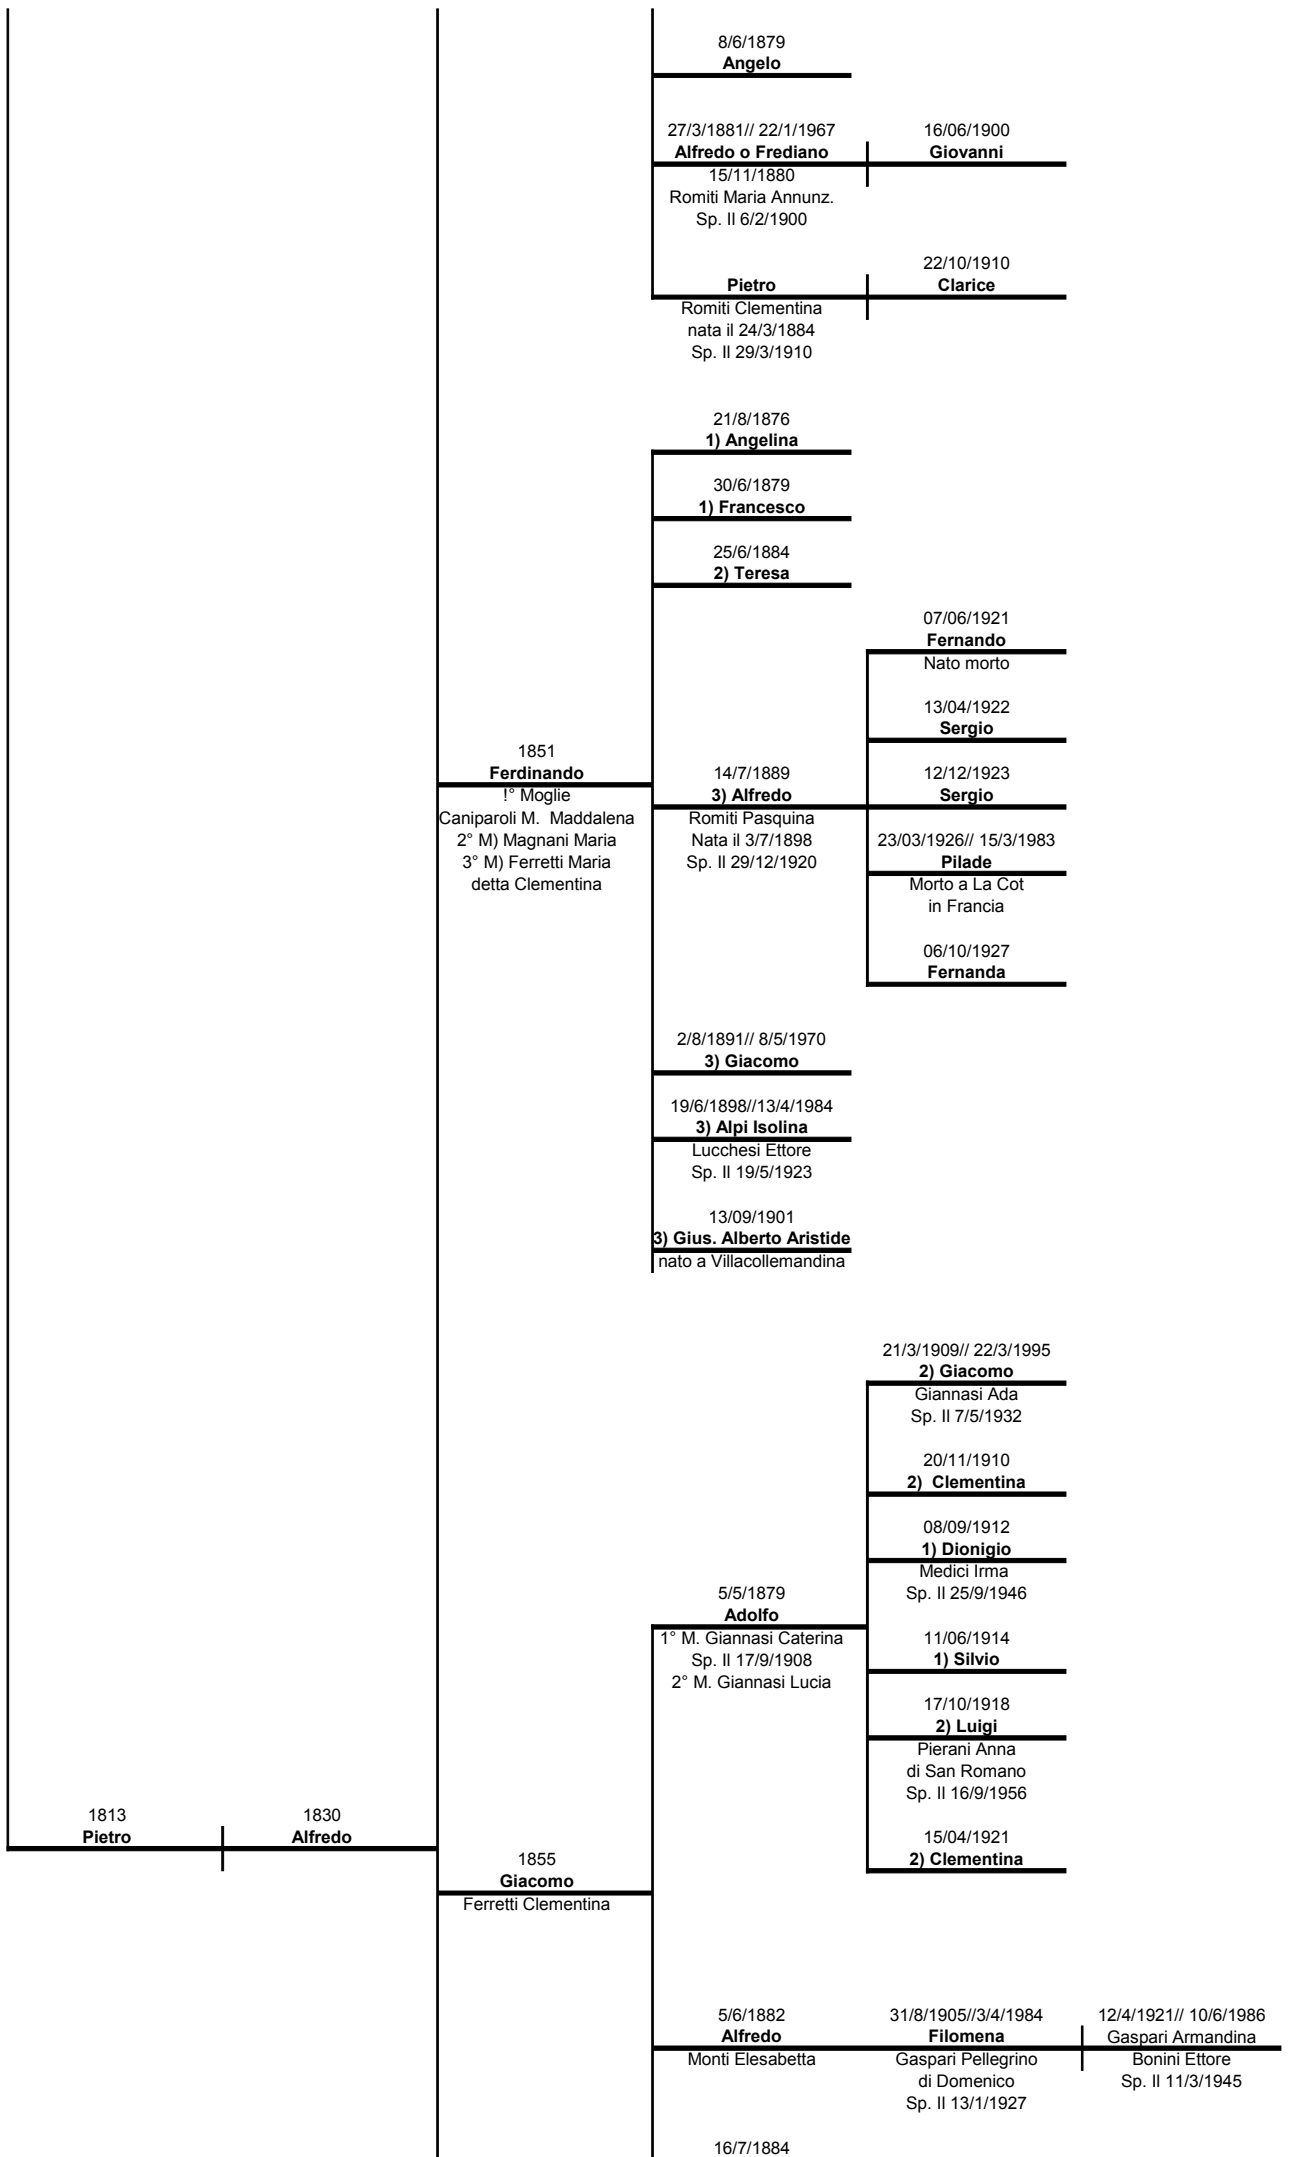 8/6/1879
Angelo
27/3/1881// 22/1/1967
Alfredo o Frediano
15/11/1880
Romiti Maria Annunz.
Sp. Il 6/2/1900
16/06/1900
Giovanni
Pietro
Romiti Clementina
nata il 24/3/1884
Sp. Il 29/3/1910
22/10/1910
Clarice
1851
Ferdinando
!° Moglie
Caniparoli M.  Maddalena
2° M) Magnani Maria
3° M) Ferretti Maria
detta Clementina
21/8/1876
1) Angelina
30/6/1879
1) Francesco
25/6/1884
2) Teresa
14/7/1889
3) Alfredo
Romiti Pasquina
Nata il 3/7/1898
Sp. Il 29/12/1920
07/06/1921
Fernando
Nato morto
13/04/1922
Sergio
12/12/1923
Sergio
23/03/1926// 15/3/1983
Pilade
Morto a La Cot
in Francia
06/10/1927
Fernanda
2/8/1891// 8/5/1970
3) Giacomo
19/6/1898//13/4/1984
3) Alpi Isolina
Lucchesi Ettore
Sp. Il 19/5/1923
13/09/1901
3) Gius. Alberto Aristide
nato a Villacollemandina
1813
Pietro
1830
Alfredo
1855
Giacomo
Ferretti Clementina
5/5/1879
Adolfo
1° M. Giannasi Caterina
Sp. Il 17/9/1908
2° M. Giannasi Lucia
21/3/1909// 22/3/1995
2) Giacomo
Giannasi Ada
Sp. Il 7/5/1932
20/11/1910
2)  Clementina
08/09/1912
1) Dionigio
Medici Irma
Sp. Il 25/9/1946
11/06/1914
1) Silvio
17/10/1918
2) Luigi
Pierani Anna
di San Romano
Sp. Il 16/9/1956
15/04/1921
2) Clementina
5/6/1882
Alfredo
Monti Elesabetta
31/8/1905//3/4/1984
Filomena
Gaspari Pellegrino
di Domenico
Sp. Il 13/1/1927
12/4/1921// 10/6/1986
Gaspari Armandina
Bonini Ettore
Sp. Il 11/3/1945
16/7/1884